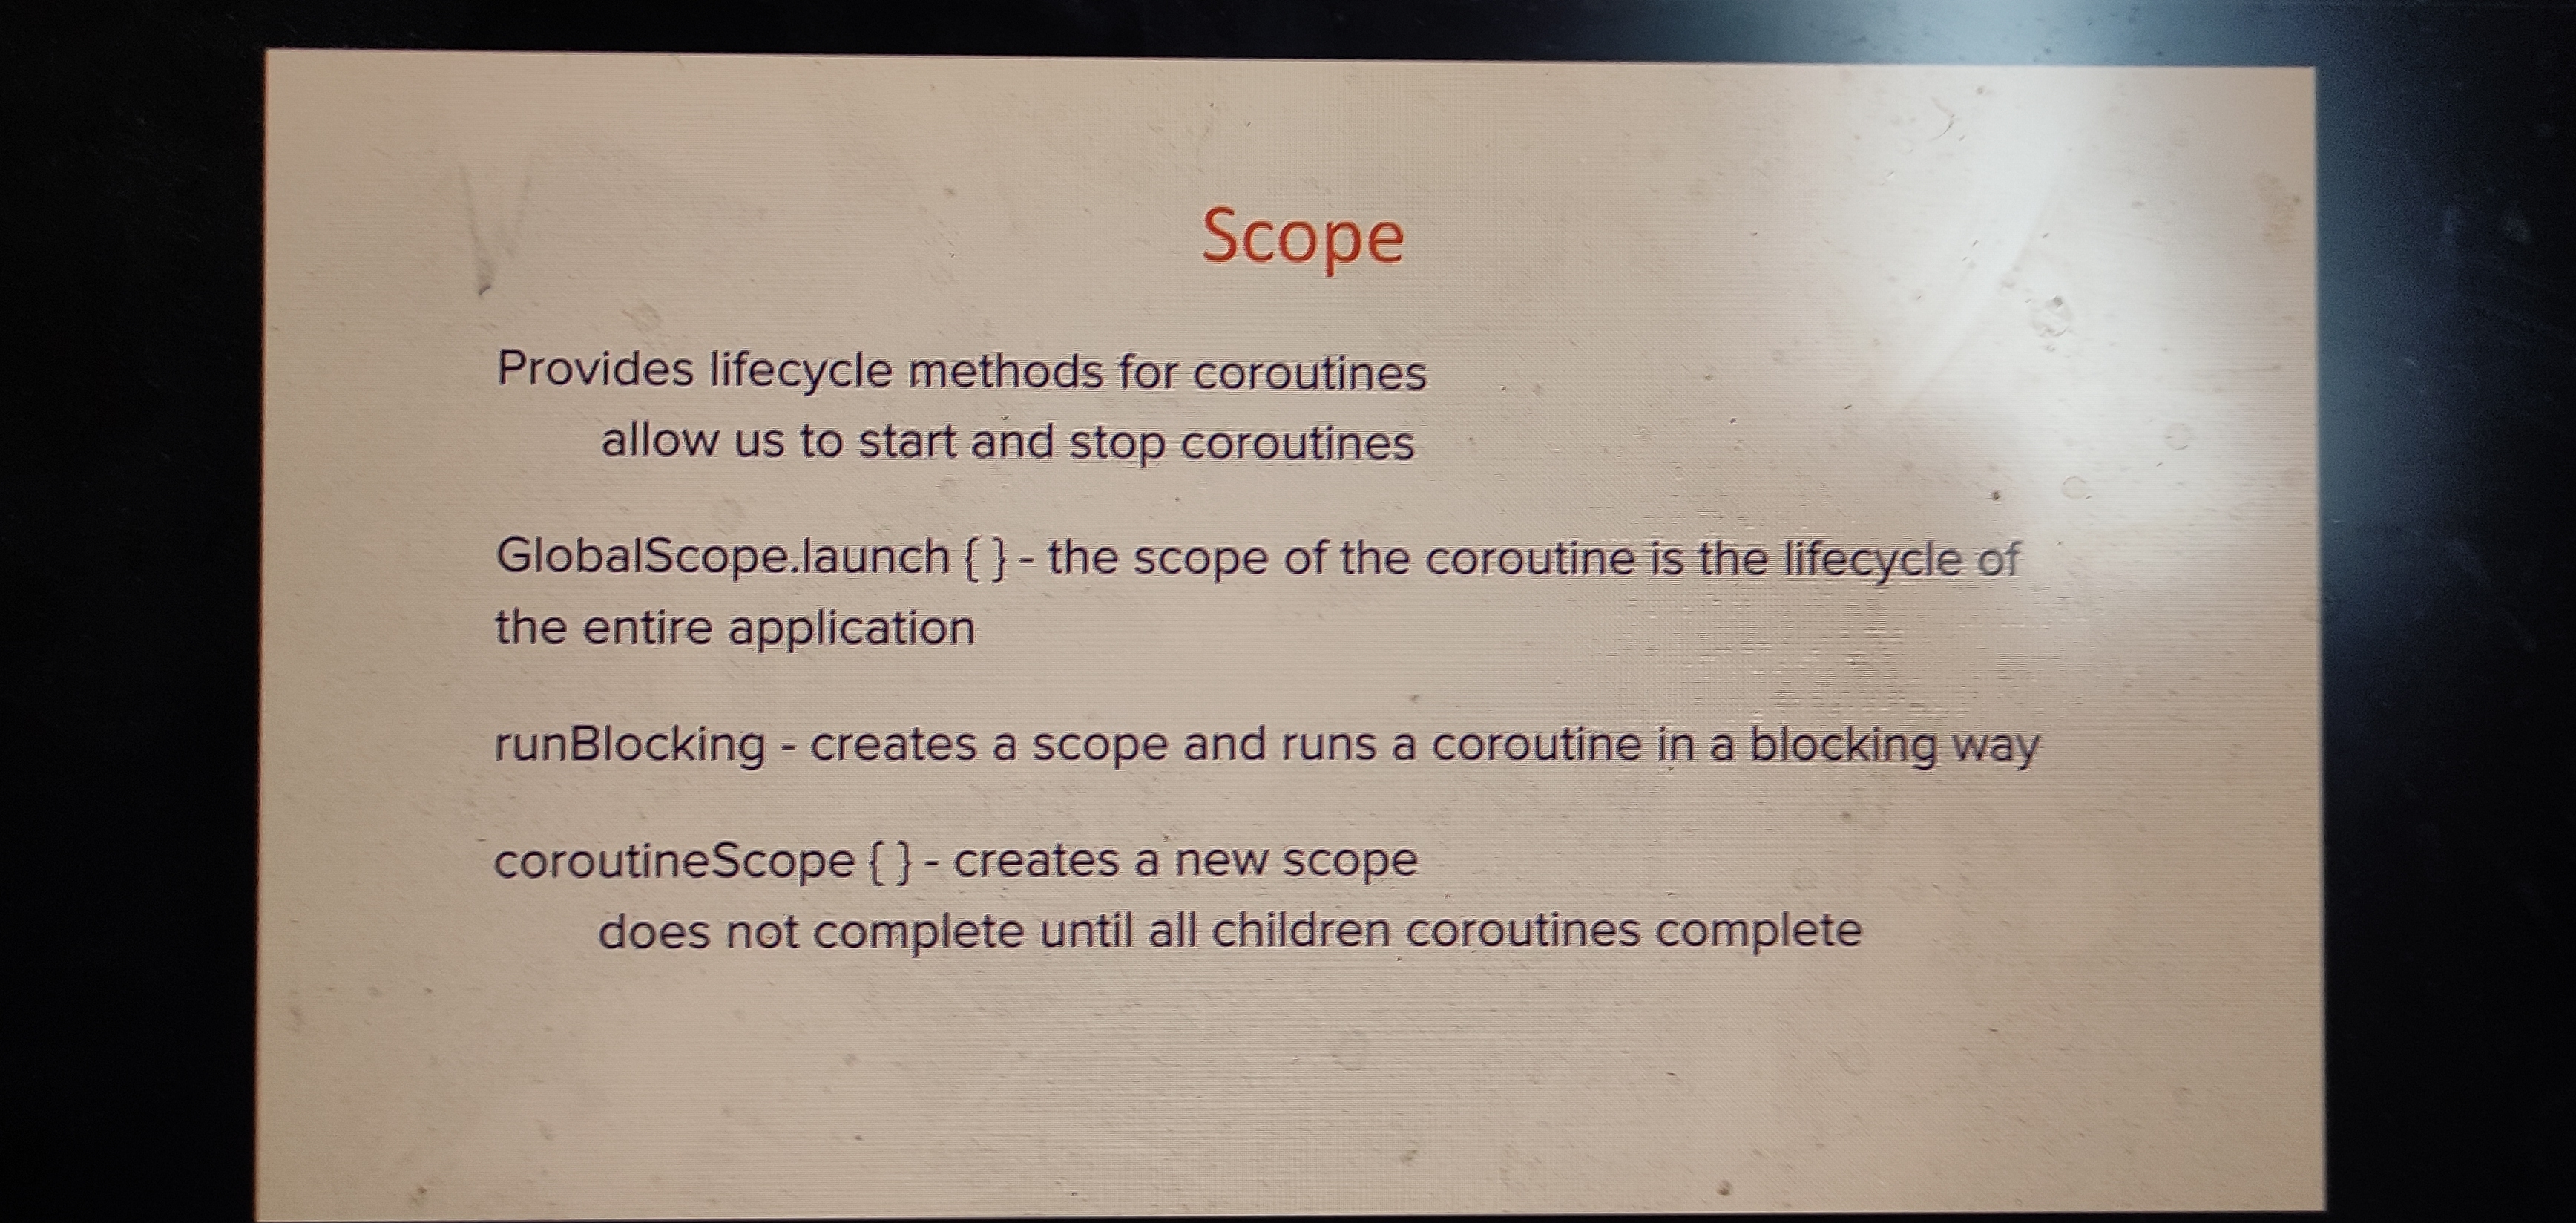 Scope
Provides lifecycle methods for coroutines
allow us to start and stop coroutines
GlobalScope.launch { } - the scope of the coroutine is the lifecycle of
the entire application
runBlocking - creates a scope and runs a coroutine in a blocking way
coroutineScope { } - creates a new scope
does not complete until all children coroutines complete